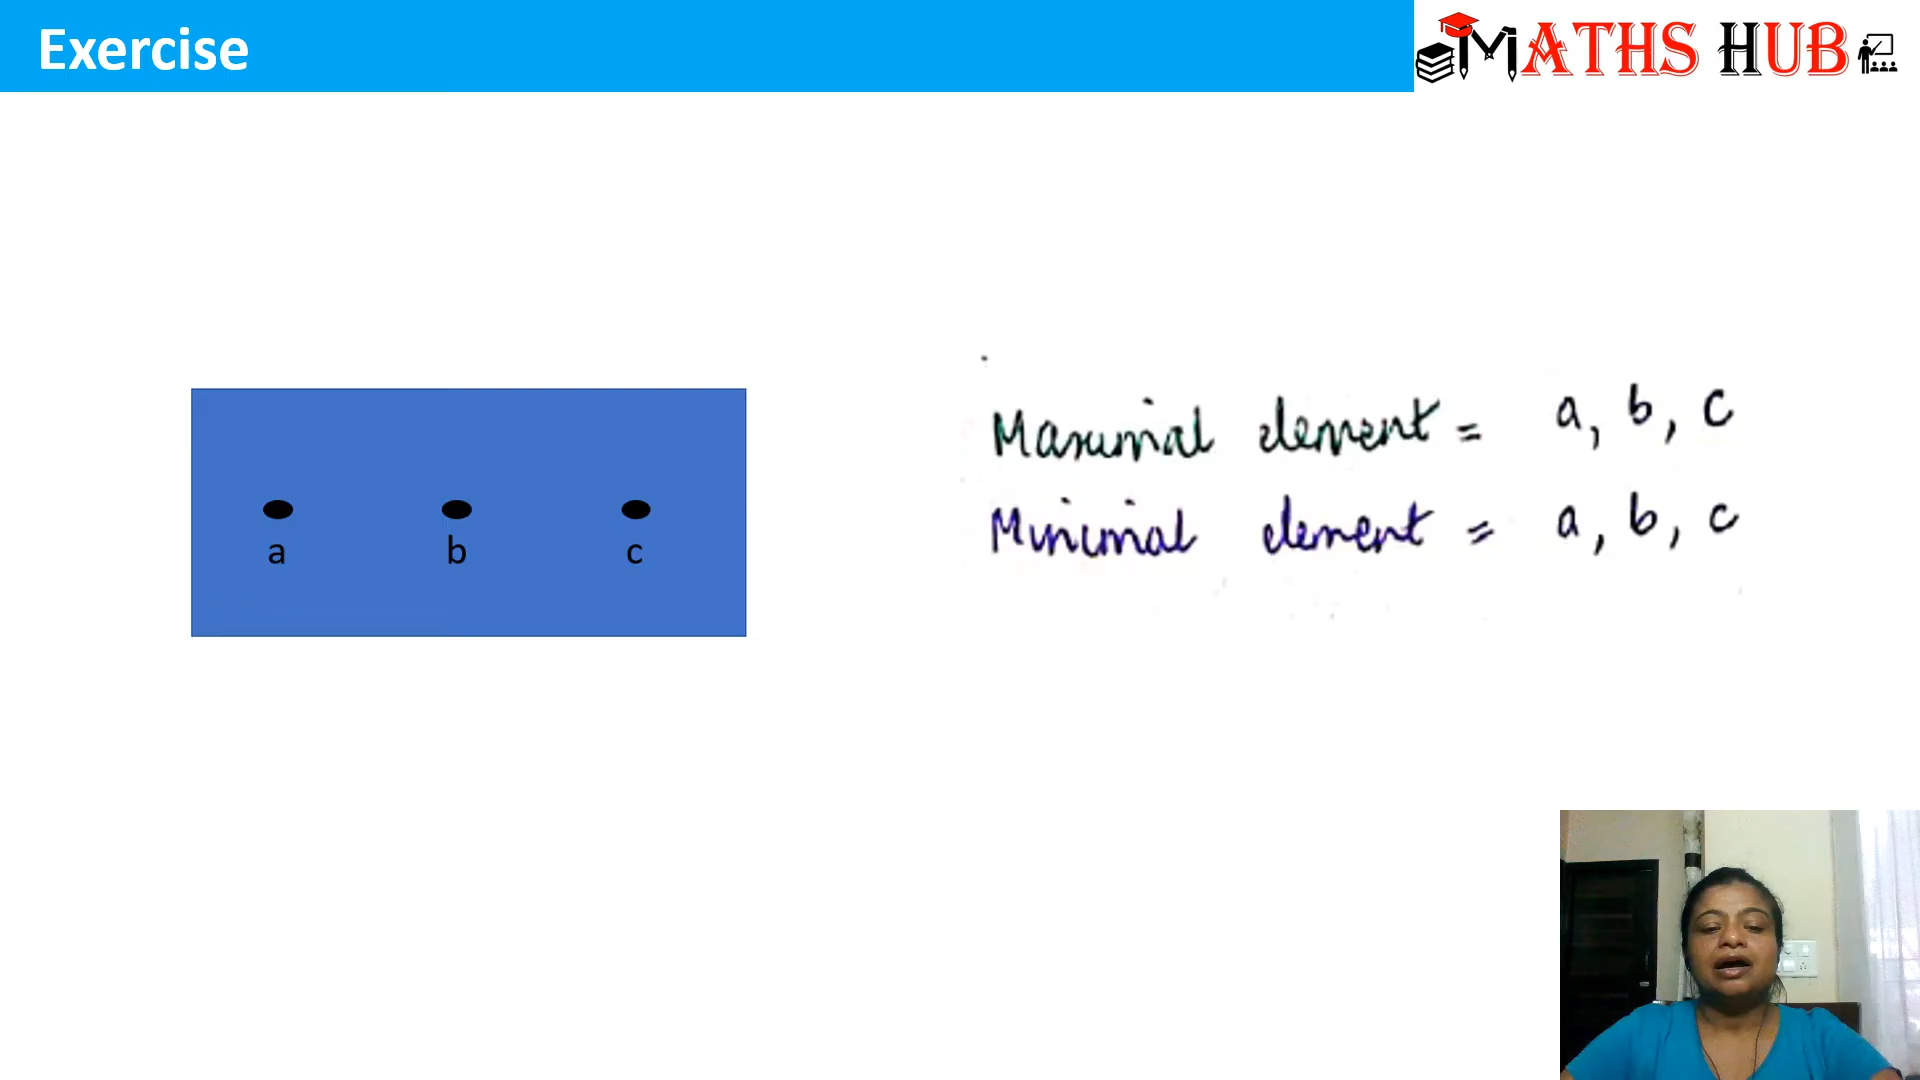 Exercise
MATHS HUB
Maximal element = a, b, c
Minimal element = a, b, c
a b c